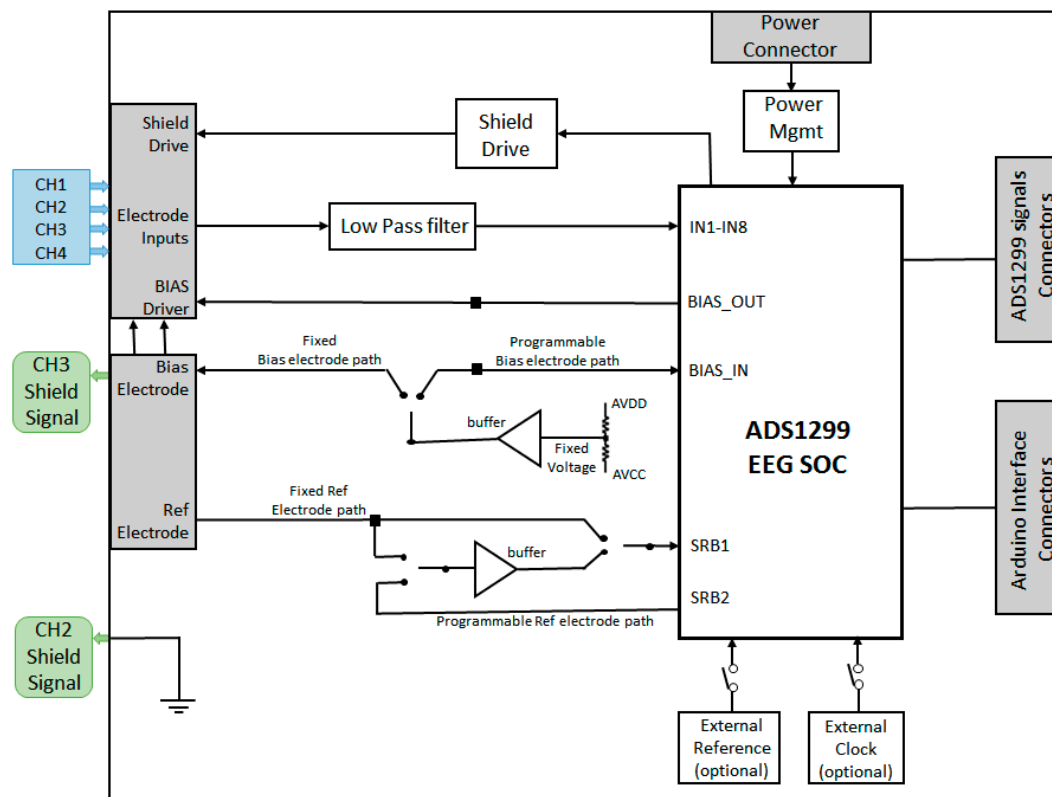 Power
Connector
Power
Mgmt
Shield
Drive
Shield
Drive
CH1
CH2
CH3
CH4
Electrode
Inputs
Low Pass filter
IN1-IN8
BIAS
Driver
BIAS_OUT
ADS1299 signals
Connectors
CH3
Shield
Signal
Bias
Electrode
Fixed
Bias electrode path
Programmable
Bias electrode path
BIAS_IN
buffer
AVDD
Fixed
Voltage
AVCC
ADS1299
EEG SOC
Arduino Interface
Connectors
Ref
Electrode
Fixed Ref
Electrode path
buffer
SRB1
SRB2
Programmable Ref electrode path
CH2
Shield
Signal
External
Reference
(optional)
External
Clock
(optional)